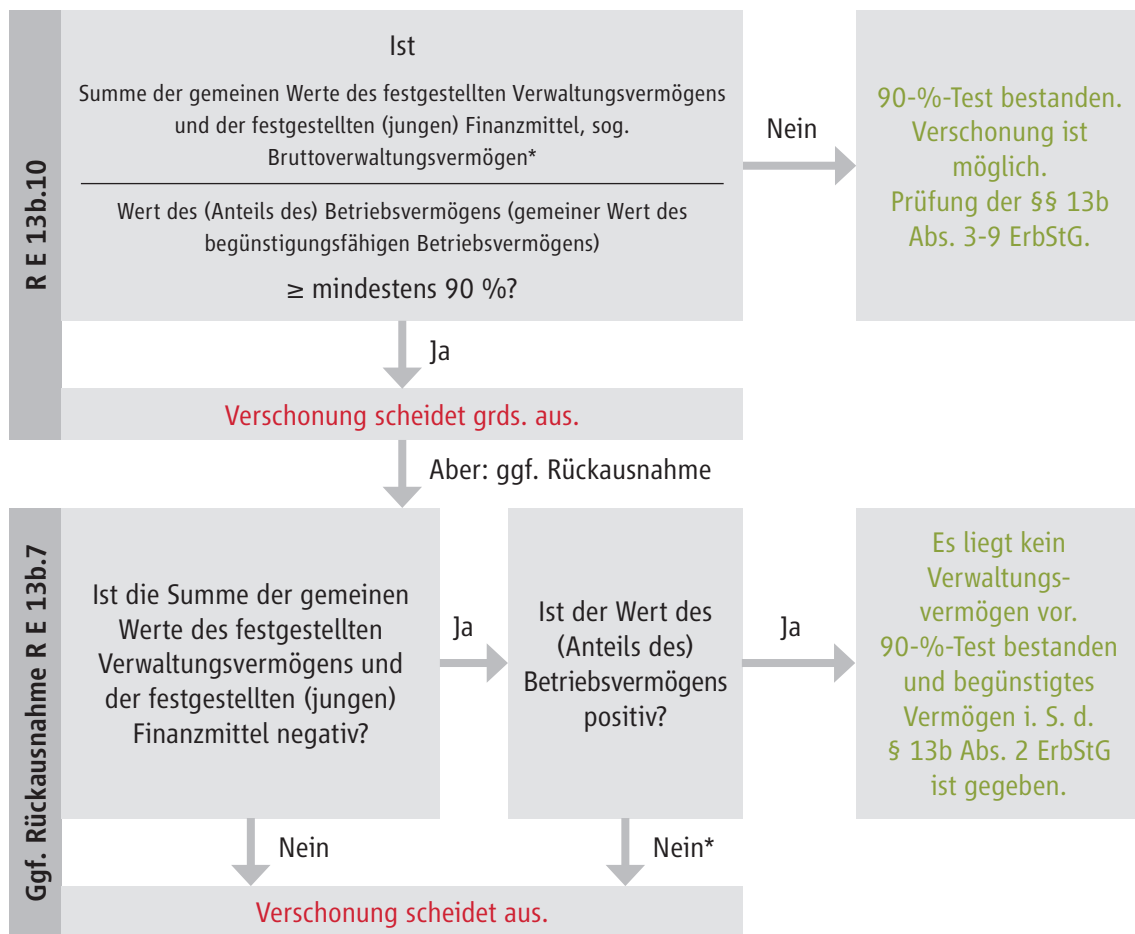 R E 13b.10
Ist
Summe der gemeinen Werte des festgestellten Verwaltungsvermögens
und der festgestellten (jungen) Finanzmittel, sog.
Bruttoverwaltungsvermögen*
Wert des (Anteils des) Betriebsvermögens (gemeiner Wert des
begünstigungsfähigen Betriebsvermögens)
≥ mindestens 90 %?
Nein
90-%-Test bestanden.
Verschonung ist
möglich.
Prüfung der §§ 13b
Abs. 3-9 ErbStG.
Ja
Verschonung scheidet grds. aus.
Aber: ggf. Rückausnahme
Ggf. Rückausnahme R E 13b.7
Ist die Summe der gemeinen
Werte des festgestellten
Verwaltungsvermögens und
der festgestellten (jungen)
Finanzmittel negativ?
Ja
Ist der Wert des
(Anteils des)
Betriebsvermögens
positiv?
Ja
Es liegt kein
Verwaltungs-
vermögen vor.
90-%-Test bestanden
und begünstigtes
Vermögen i. S. d.
§ 13b Abs. 2 ErbStG
ist gegeben.
Nein
Nein*
Verschonung scheidet aus.